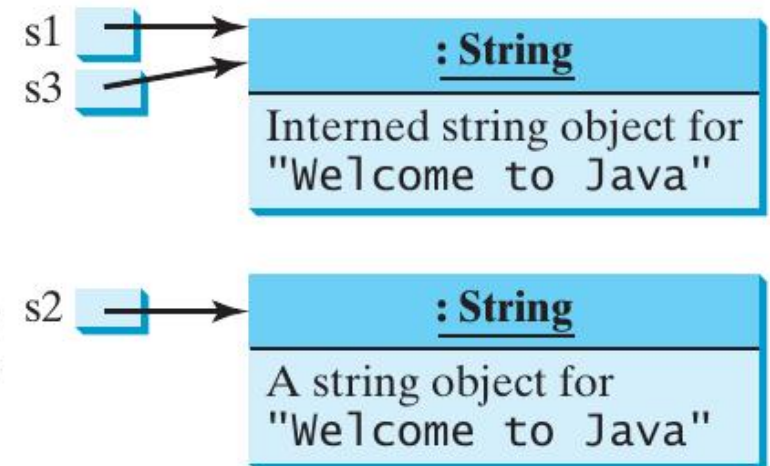 s1
s3
: String
Interned string object for
"Welcome to Java"
s2
: String
A string object for
"Welcome to Java"